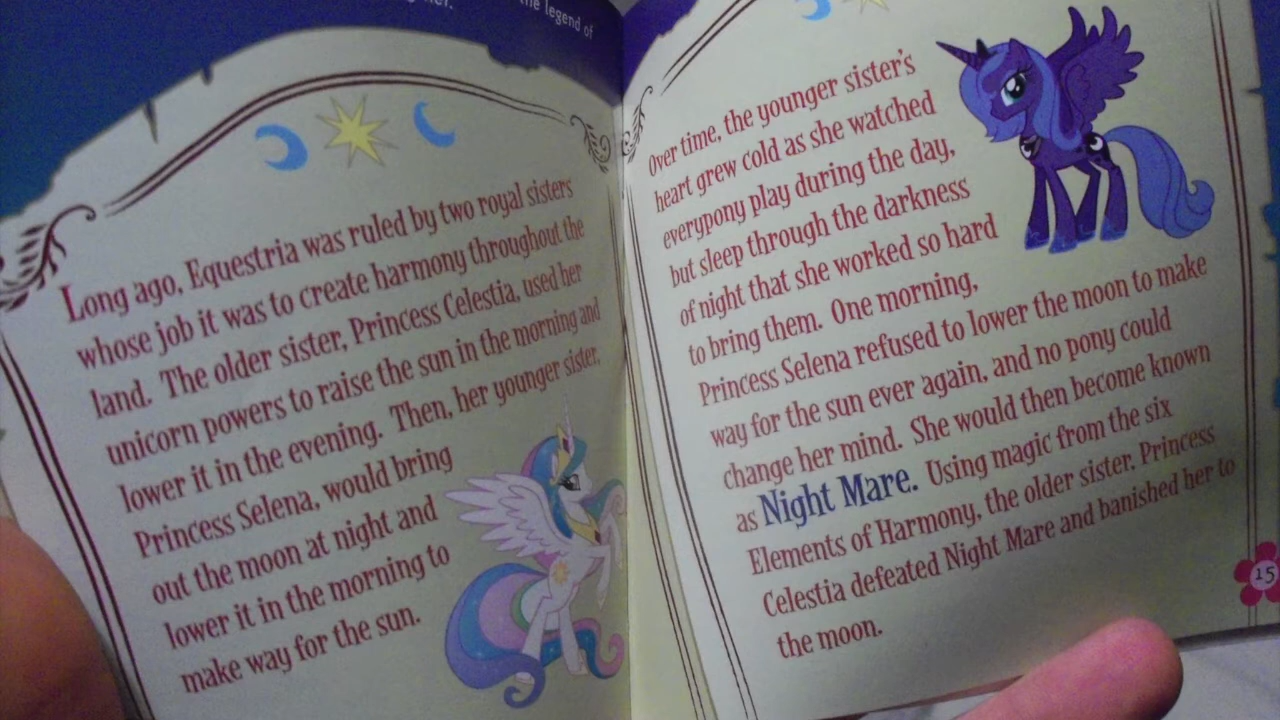 her.
the legend of
Long ago, Equestria was ruled by two royal sisters
whose job it was to create harmony throughout the
land. The older sister, Princess Celestia, used her
unicorn powers to raise the sun in the morning and
lower it in the evening. Then, her younger sister,
Princess Selena, would bring
out the moon at night and
lower it in the morning to
make way for the sun.
Over time, the younger sister's
heart grew cold as she watched
everypony play during the day,
but sleep through the darkness
of night that she worked so hard
to bring them. One morning,
Princess Selena refused to lower the moon to make
way for the sun ever again, and no pony could
change her mind. She would then become known
as Night Mare. Using magic from the six
Elements of Harmony, the older sister, Princess
Celestia defeated Night Mare and banished her to
the moon.
15